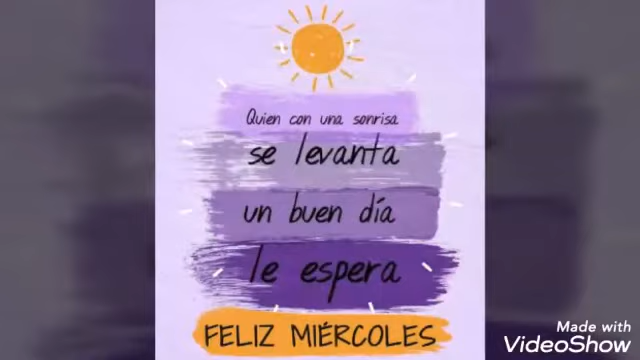 Quien con una sonrisa
se levanta
un buen día
le espera
FELIZ MIÉRCOLES
Made with
VideoShow